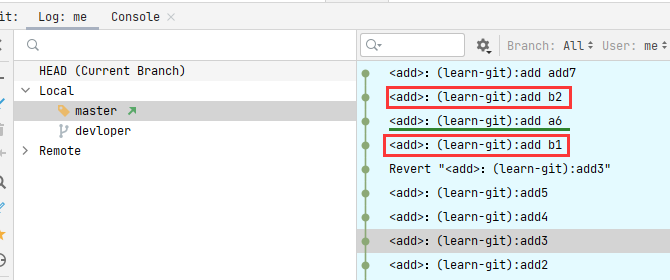 it: Log: me Console
Branch: All User: me
HEAD (Current Branch)
Local
master
devloper
Remote
<add>: (learn-git):add add7
<add>: (learn-git):add b2
<add>: (learn-git):add a6
<add>: (learn-git):add b1
Revert "<add>: (learn-git):add3"
<add>: (learn-git):add5
<add>: (learn-git):add4
<add>: (learn-git):add3
<add>: (learn-git):add2